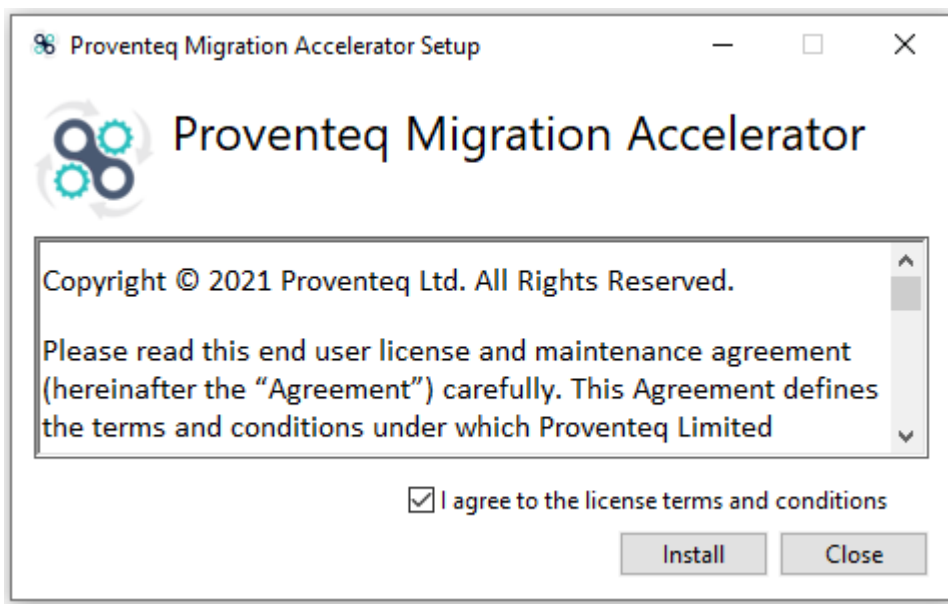 Proventeq Migration Accelerator Setup
Proventeq Migration Accelerator
Copyright © 2021 Proventeq Ltd. All Rights Reserved.
Please read this end user license and maintenance agreement
(hereinafter the “Agreement”) carefully. This Agreement defines
the terms and conditions under which Proventeq Limited
I agree to the license terms and conditions
Install Close